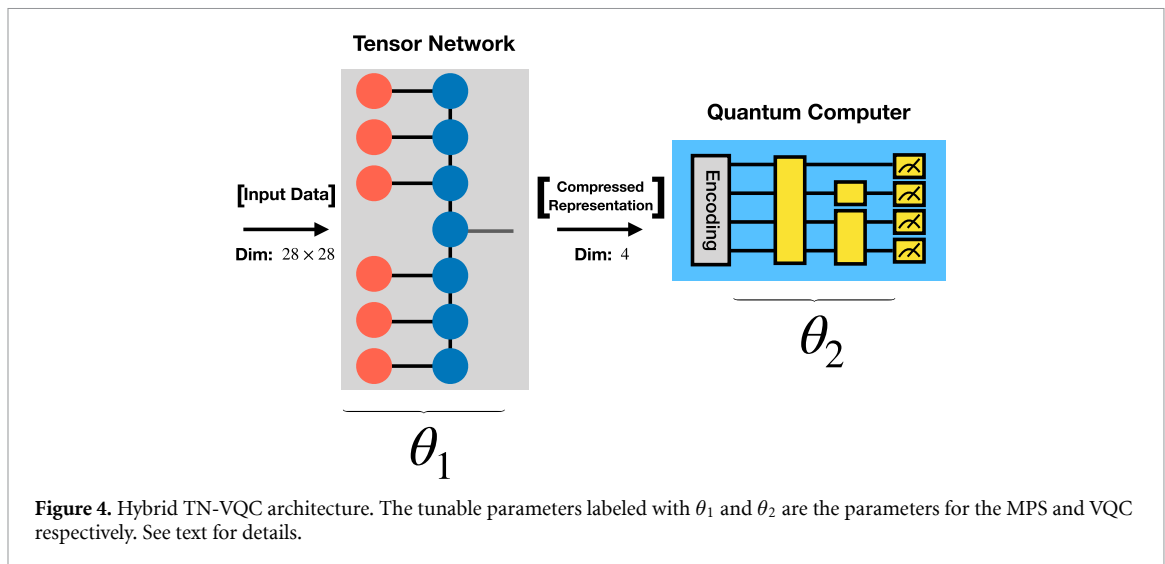 Tensor Network
Quantum Computer
[Input Data]
Dim: 28 × 28
[Compressed
Representation]
Dim: 4
Encoding
θ₁
θ₂
Figure 4. Hybrid TN-VQC architecture. The tunable parameters labeled with θ₁ and θ₂ are the parameters for the MPS and VQC
respectively. See text for details.